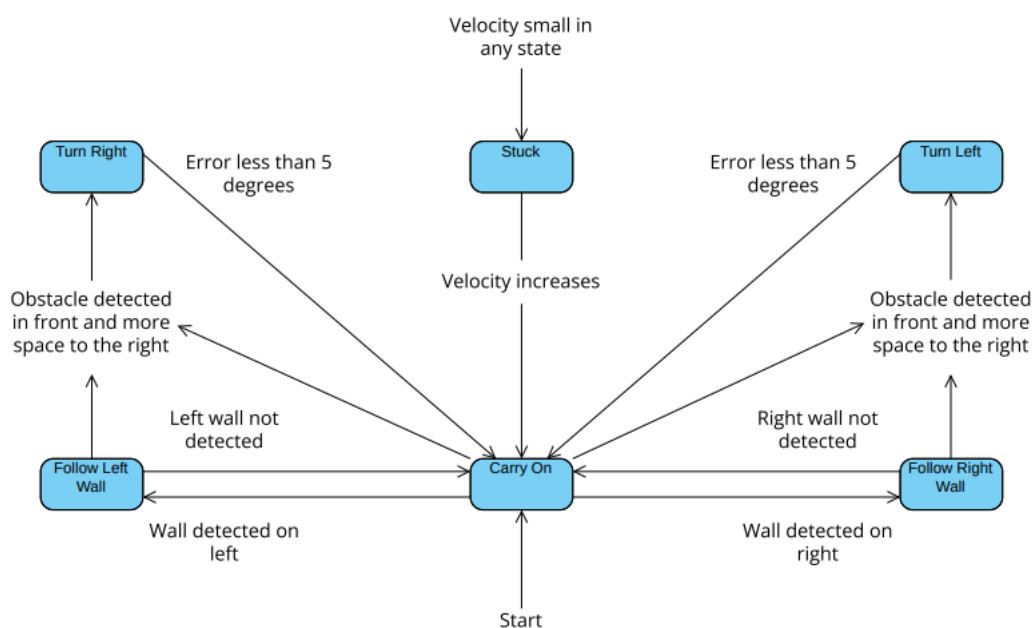 Velocity small in
any state
Turn Right
Error less than 5
degrees
Stuck
Error less than 5
degrees
Turn Left
Obstacle detected
in front and more
space to the right
Velocity increases
Obstacle detected
in front and more
space to the right
Left wall not
detected
Right wall not
detected
Follow Left
Wall
Carry On
Follow Right
Wall
Wall detected on
left
Wall detected on
right
Start